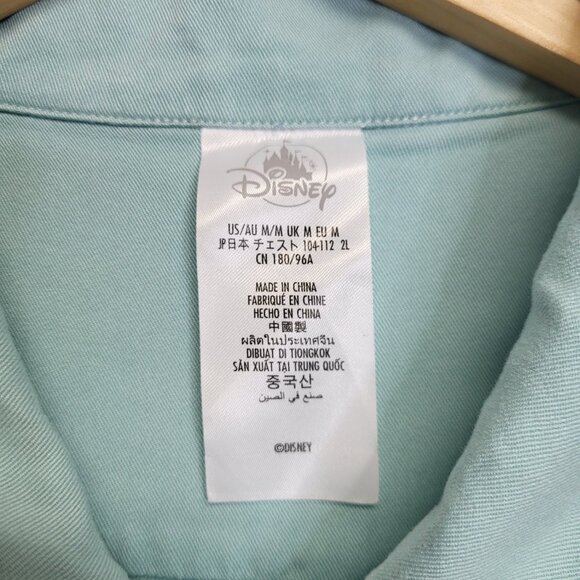 Disney
US/AU M/M UK M EU M
JP日本 チェスト 104-112 2L
CN 180/96A
MADE IN CHINA
FABRIQUÉ EN CHINE
HECHO EN CHINA
中國製
ผลิตในประเทศจีน
DIBUAT DI TIONGKOK
SẢN XUẤT TẠI TRUNG QUỐC
중국산
صنع في الصين
©DISNEY